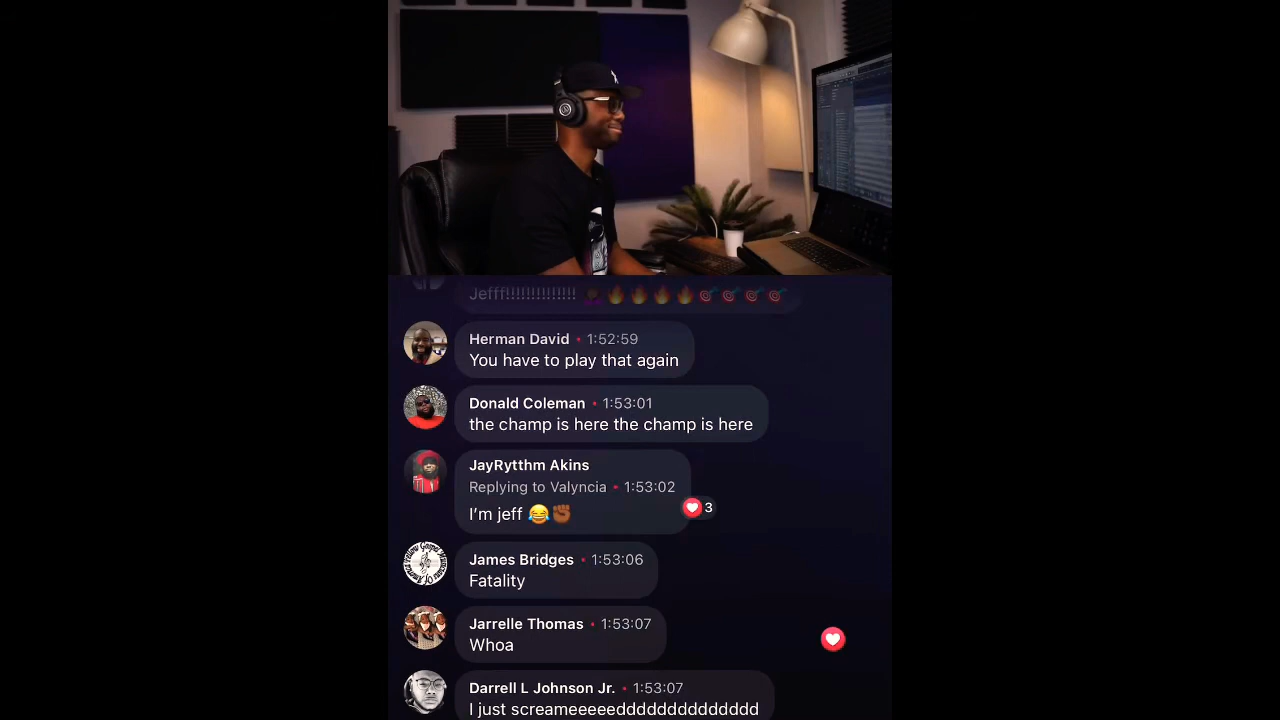 Jefff!!!!!!!!!!!!!! 🔥🔥🔥🔥🎯🎯🎯🎯
Herman David • 1:52:59
You have to play that again
Donald Coleman • 1:53:01
the champ is here the champ is here
JayRytthm Akins
Replying to Valyncia • 1:53:02
I'm jeff 😂✊🏾
3
James Bridges • 1:53:06
Fatality
Jarrelle Thomas • 1:53:07
Whoa
Darrell L Johnson Jr. • 1:53:07
I just screameeeeedddddddddddddd